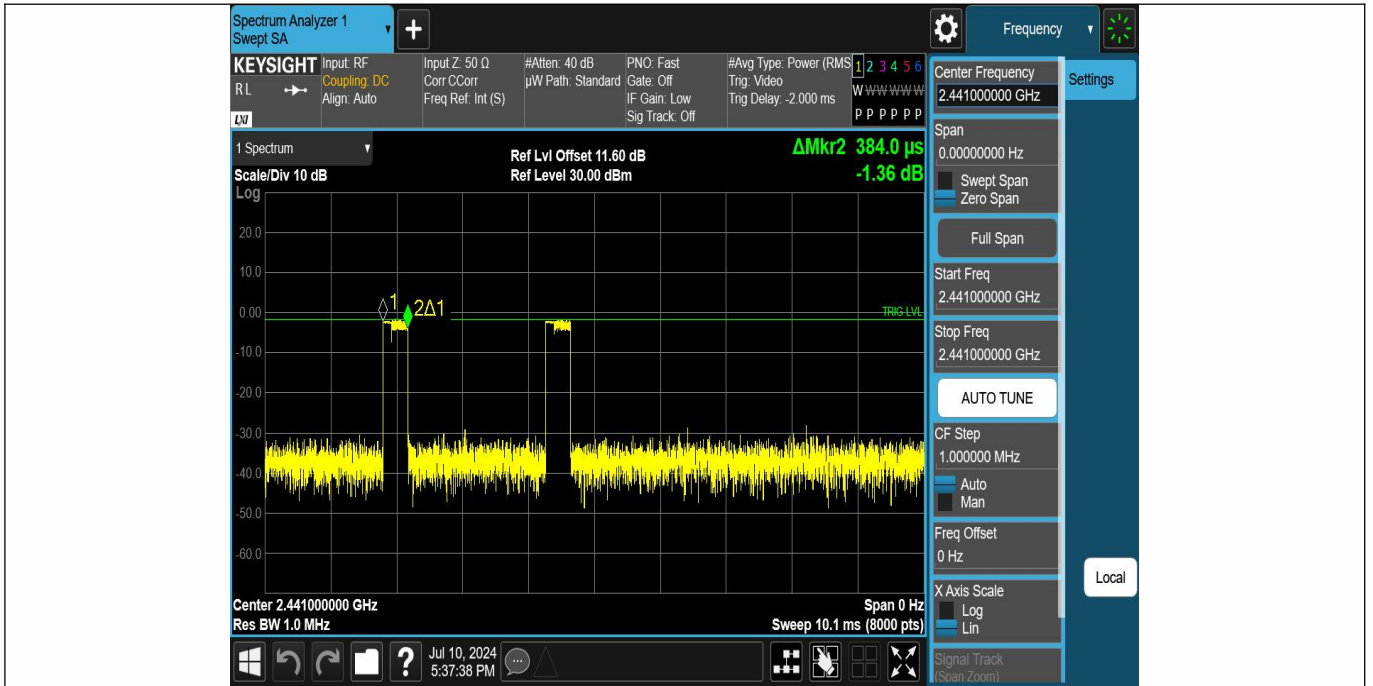 Spectrum Analyzer 1
Swept SA
+
Frequency
KEYSIGHT
RL
LXI
Input: RF
Coupling: DC
Align: Auto
Input Z: 50 Ω
Corr CCorr
Freq Ref: Int (S)
#Atten: 40 dB
µW Path: Standard
PNO: Fast
Gate: Off
IF Gain: Low
Sig Track: Off
#Avg Type: Power (RMS
Trig: Video
Trig Delay: -2.000 ms
1 2 3 4 5 6
W W W W W W
P P P P P P
1 Spectrum
Scale/Div 10 dB
Ref Lvl Offset 11.60 dB
Ref Level 30.00 dBm
ΔMkr2 384.0 µs
-1.36 dB
Log
20.0
10.0
0.00
-10.0
-20.0
-30.0
-40.0
-50.0
-60.0
1
2Δ1
TRIG LVL
Center 2.441000000 GHz
Res BW 1.0 MHz
Span 0 Hz
Sweep 10.1 ms (8000 pts)
Jul 10, 2024
5:37:38 PM
Center Frequency
2.441000000 GHz
Span
0.00000000 Hz
Swept Span
Zero Span
Full Span
Start Freq
2.441000000 GHz
Stop Freq
2.441000000 GHz
AUTO TUNE
CF Step
1.000000 MHz
Auto
Man
Freq Offset
0 Hz
X Axis Scale
Log
Lin
Signal Track
(Span Zoom)
Settings
Local